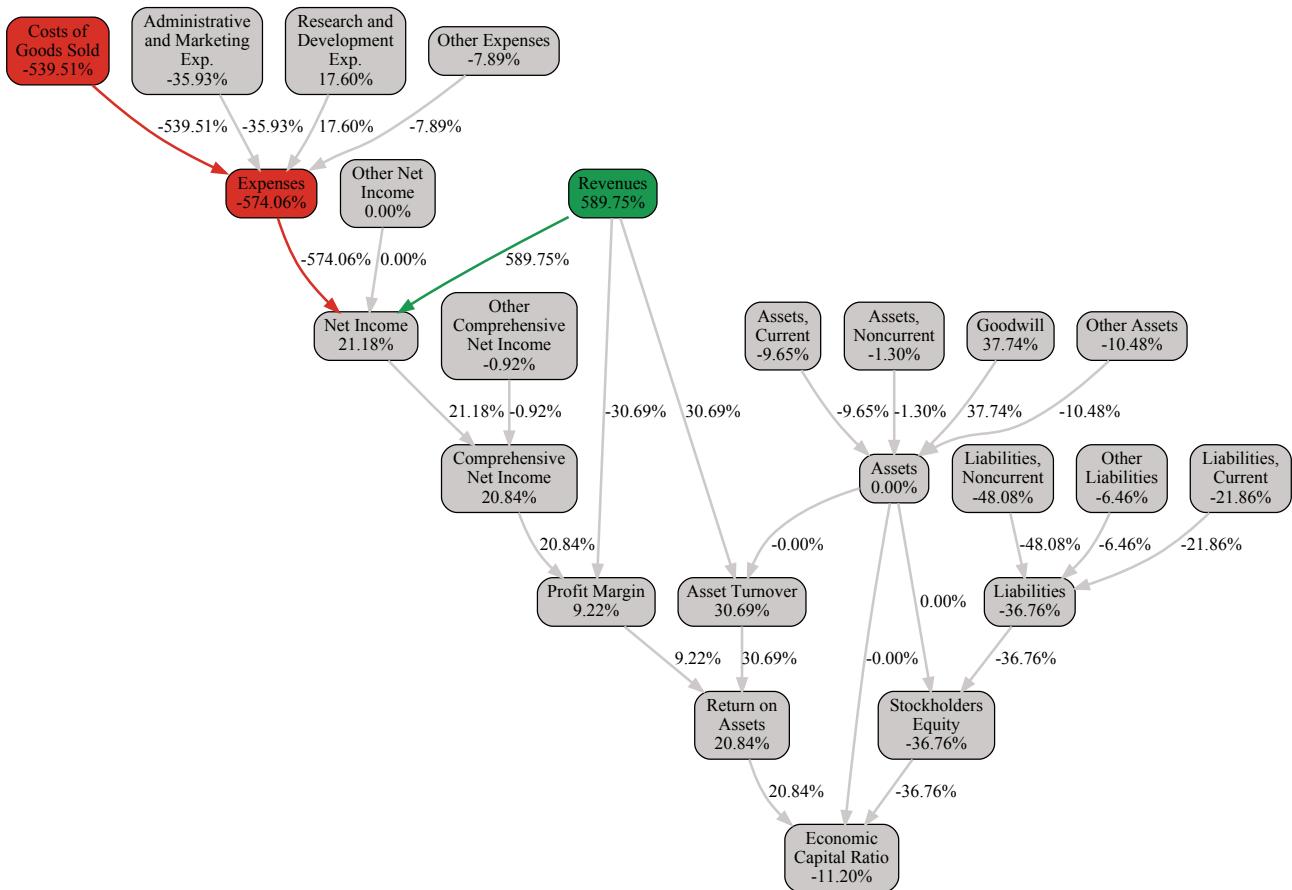 Costs of
Goods Sold
-539.51%
Administrative
and Marketing
Exp.
-35.93%
Research and
Development
Exp.
17.60%
Other Expenses
-7.89%
-539.51%
-35.93%
17.60%
-7.89%
Expenses
-574.06%
Other Net
Income
0.00%
Revenues
589.75%
-574.06%
0.00%
589.75%
Net Income
21.18%
Other
Comprehensive
Net Income
-0.92%
Assets,
Current
-9.65%
Assets,
Noncurrent
-1.30%
Goodwill
37.74%
Other Assets
-10.48%
21.18%
-0.92%
-30.69%
30.69%
-9.65%
-1.30%
37.74%
-10.48%
Comprehensive
Net Income
20.84%
Assets
0.00%
Liabilities,
Noncurrent
-48.08%
Other
Liabilities
-6.46%
Liabilities,
Current
-21.86%
20.84%
-0.00%
-48.08%
-6.46%
-21.86%
Profit Margin
9.22%
Asset Turnover
30.69%
0.00%
Liabilities
-36.76%
9.22%
30.69%
-0.00%
-36.76%
Return on
Assets
20.84%
Stockholders
Equity
-36.76%
20.84%
-36.76%
Economic
Capital Ratio
-11.20%